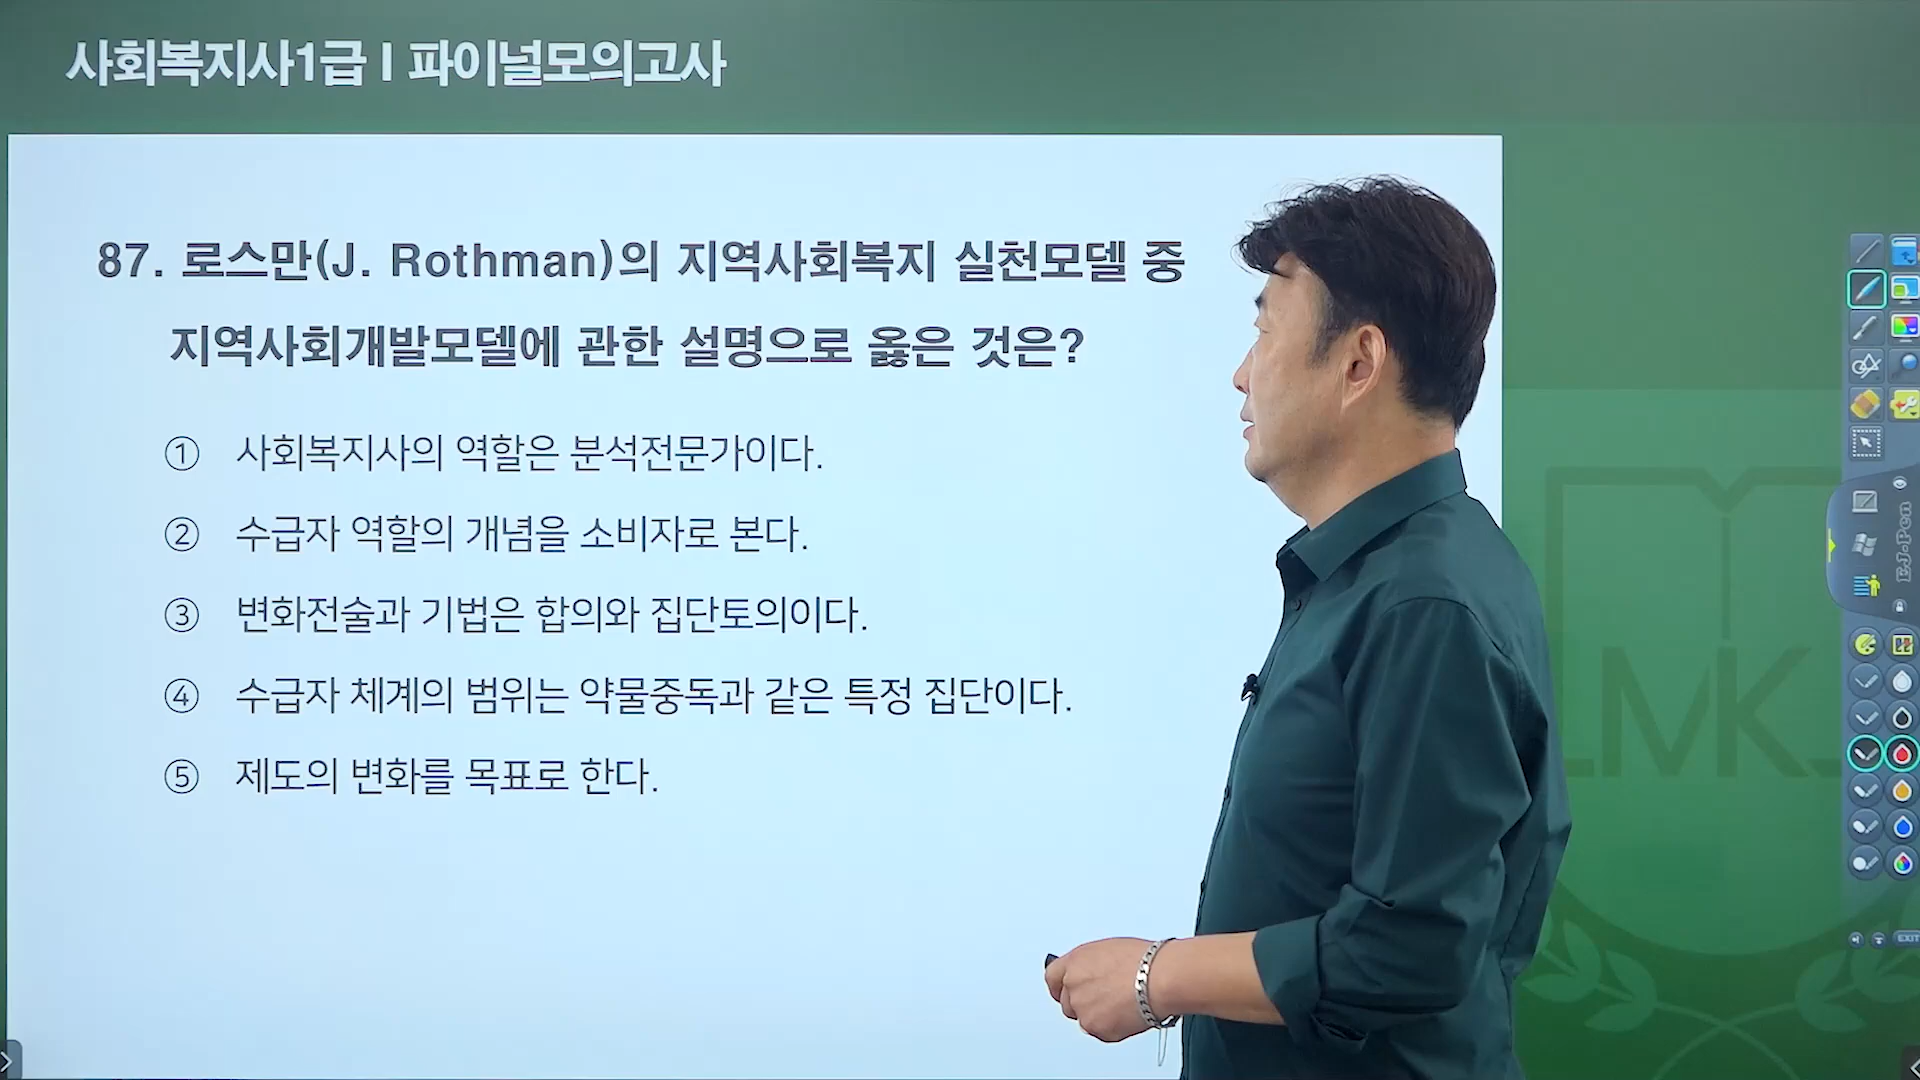 사회복지사1급 | 파이널모의고사
87. 로스만(J. Rothman)의 지역사회복지 실천모델 중
지역사회개발모델에 관한 설명으로 옳은 것은?
① 사회복지사의 역할은 분석전문가이다.
② 수급자 역할의 개념을 소비자로 본다.
③ 변화전술과 기법은 합의와 집단토의이다.
④ 수급자 체계의 범위는 약물중독과 같은 특정 집단이다.
⑤ 제도의 변화를 목표로 한다.
MK
EJ-Pen
EXIT